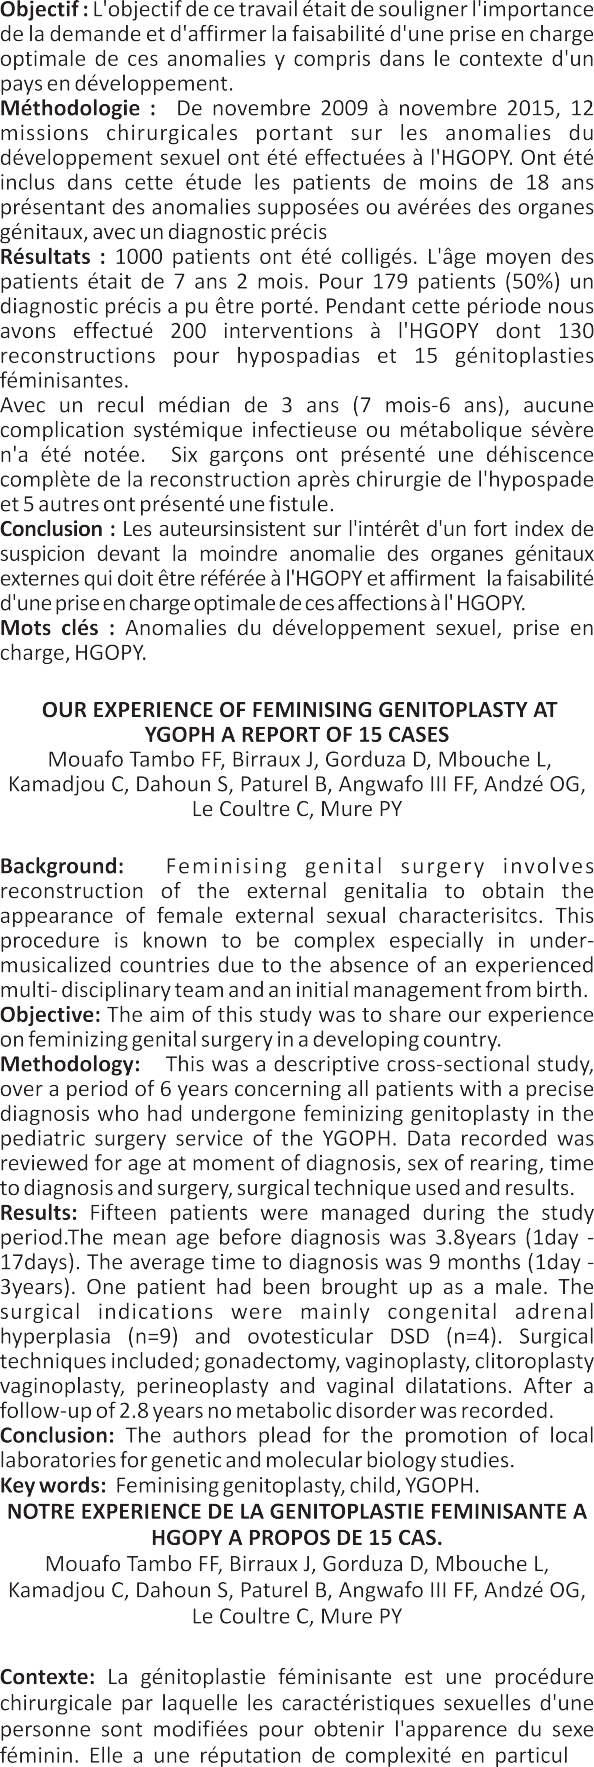 Objectif : L'objectif de ce travail était de souligner l'importance
de la demande et d'affirmer la faisabilité d'une prise en charge
optimale de ces anomalies y compris dans le contexte d'un
pays en développement.
Méthodologie : De novembre 2009 à novembre 2015, 12
missions chirurgicales portant sur les anomalies du
développement sexuel ont été effectuées à l'HGOPY. Ont été
inclus dans cette étude les patients de moins de 18 ans
présentant des anomalies supposées ou avérées des organes
génitaux, avec un diagnostic précis
Résultats : 1000 patients ont été colligés. L'âge moyen des
patients était de 7 ans 2 mois. Pour 179 patients (50%) un
diagnostic précis a pu être porté. Pendant cette période nous
avons effectué 200 interventions à l'HGOPY dont 130
reconstructions pour hypospadias et 15 génitoplasties
féminisantes.
Avec un recul médian de 3 ans (7 mois-6 ans), aucune
complication systémique infectieuse ou métabolique sévère
n'a été notée. Six garçons ont présenté une déhiscence
complète de la reconstruction après chirurgie de l'hypospade
et 5 autres ont présenté une fistule.
Conclusion : Les auteursinsistent sur l'intérêt d'un fort index de
suspicion devant la moindre anomalie des organes génitaux
externes qui doit être référée à l'HGOPY et affirment la faisabilité
d'une prise en charge optimale de ces affections à l' HGOPY.
Mots clés : Anomalies du développement sexuel, prise en
charge, HGOPY.
OUR EXPERIENCE OF FEMINISING GENITOPLASTY AT
YGOPH A REPORT OF 15 CASES
Mouafo Tambo FF, Birraux J, Gorduza D, Mbouche L,
Kamadjou C, Dahoun S, Paturel B, Angwafo III FF, Andzé OG,
Le Coultre C, Mure PY
Background: Feminising genital surgery involves
reconstruction of the external genitalia to obtain the
appearance of female external sexual characterisitcs. This
procedure is known to be complex especially in under-
musicalized countries due to the absence of an experienced
multi- disciplinary team and an initial management from birth.
Objective: The aim of this study was to share our experience
on feminizing genital surgery in a developing country.
Methodology: This was a descriptive cross-sectional study,
over a period of 6 years concerning all patients with a precise
diagnosis who had undergone feminizing genitoplasty in the
pediatric surgery service of the YGOPH. Data recorded was
reviewed for age at moment of diagnosis, sex of rearing, time
to diagnosis and surgery, surgical technique used and results.
Results: Fifteen patients were managed during the study
period.The mean age before diagnosis was 3.8years (1day -
17days). The average time to diagnosis was 9 months (1day -
3years). One patient had been brought up as a male. The
surgical indications were mainly congenital adrenal
hyperplasia (n=9) and ovotesticular DSD (n=4). Surgical
techniques included; gonadectomy, vaginoplasty, clitoroplasty
vaginoplasty, perineoplasty and vaginal dilatations. After a
follow-up of 2.8 years no metabolic disorder was recorded.
Conclusion: The authors plead for the promotion of local
laboratories for genetic and molecular biology studies.
Key words: Feminising genitoplasty, child, YGOPH.
NOTRE EXPERIENCE DE LA GENITOPLASTIE FEMINISANTE A
HGOPY A PROPOS DE 15 CAS.
Mouafo Tambo FF, Birraux J, Gorduza D, Mbouche L,
Kamadjou C, Dahoun S, Paturel B, Angwafo III FF, Andzé OG,
Le Coultre C, Mure PY
Contexte: La génitoplastie féminisante est une procédure
chirurgicale par laquelle les caractéristiques sexuelles d'une
personne sont modifiées pour obtenir l'apparence du sexe
féminin. Elle a une réputation de complexité en particul